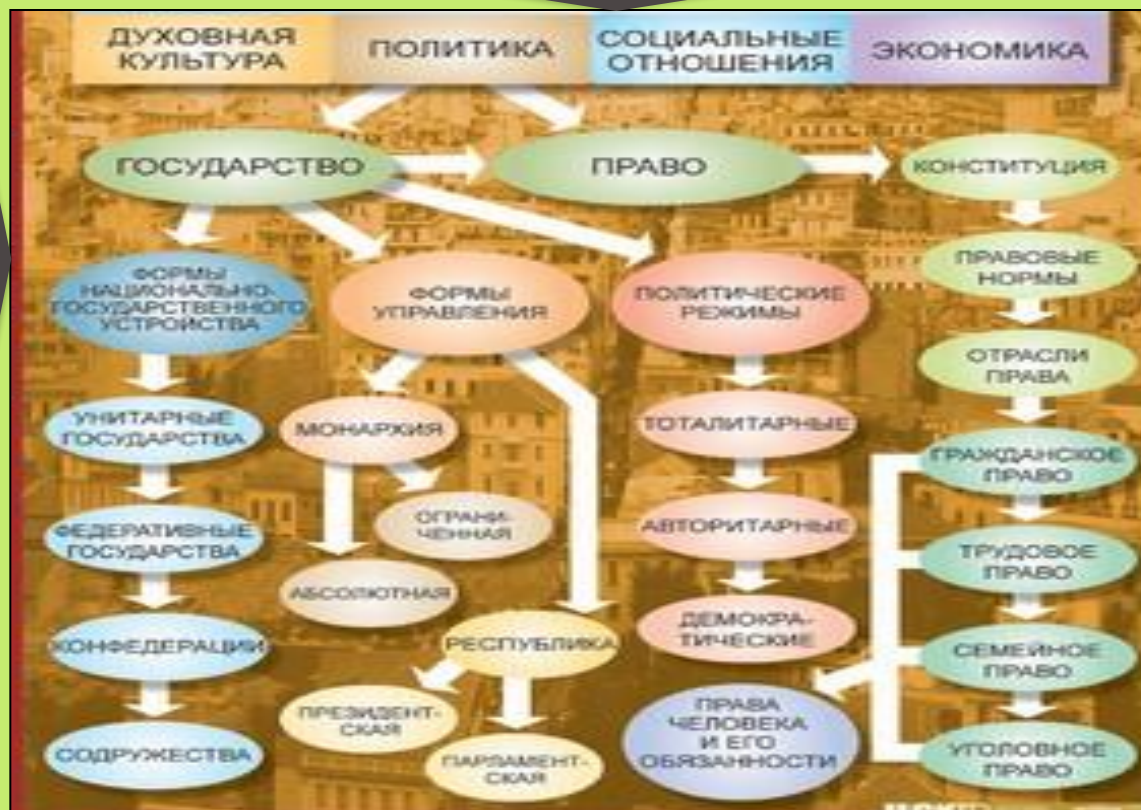 ДУХОВНАЯ
КУЛЬТУРА
ПОЛИТИКА
СОЦИАЛЬНЫЕ
ОТНОШЕНИЯ
ЭКОНОМИКА
ГОСУДАРСТВО
ПРАВО
КОНСТИТУЦИЯ
ФОРМЫ
НАЦИОНАЛЬНО-
ГОСУДАРСТВЕННОГО
УСТРОЙСТВА
ФОРМЫ
УПРАВЛЕНИЯ
ПОЛИТИЧЕСКИЕ
РЕЖИМЫ
ПРАВОВЫЕ
НОРМЫ
ОТРАСЛИ
ПРАВА
УНИТАРНЫЕ
ГОСУДАРСТВА
МОНАРХИЯ
ТОТАЛИТАРНЫЕ
ГРАЖДАНСКОЕ
ПРАВО
ФЕДЕРАТИВНЫЕ
ГОСУДАРСТВА
ОГРАНИ-
ЧЕННАЯ
АВТОРИТАРНЫЕ
ТРУДОВОЕ
ПРАВО
АБСОЛЮТНАЯ
КОНФЕДЕРАЦИИ
РЕСПУБЛИКА
ДЕМОКРА-
ТИЧЕСКИЕ
СЕМЕЙНОЕ
ПРАВО
ПРЕЗИДЕНТ-
СКАЯ
ПРАВА
ЧЕЛОВЕКА
И ЕГО
ОБЯЗАННОСТИ
СОДРУЖЕСТВА
ПАРЛАМЕНТ-
СКАЯ
УГОЛОВНОЕ
ПРАВО